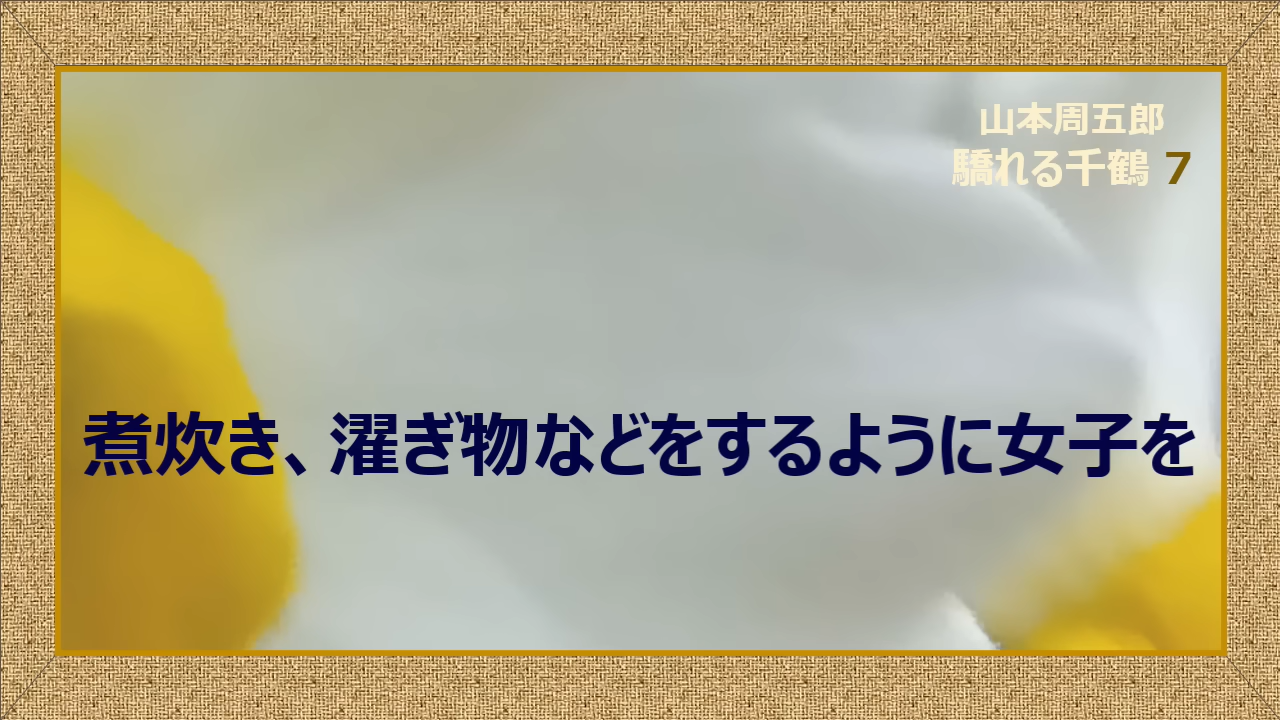 山本周五郎
驕れる千鶴 7
煮炊き、濯ぎ物などをするように女子を